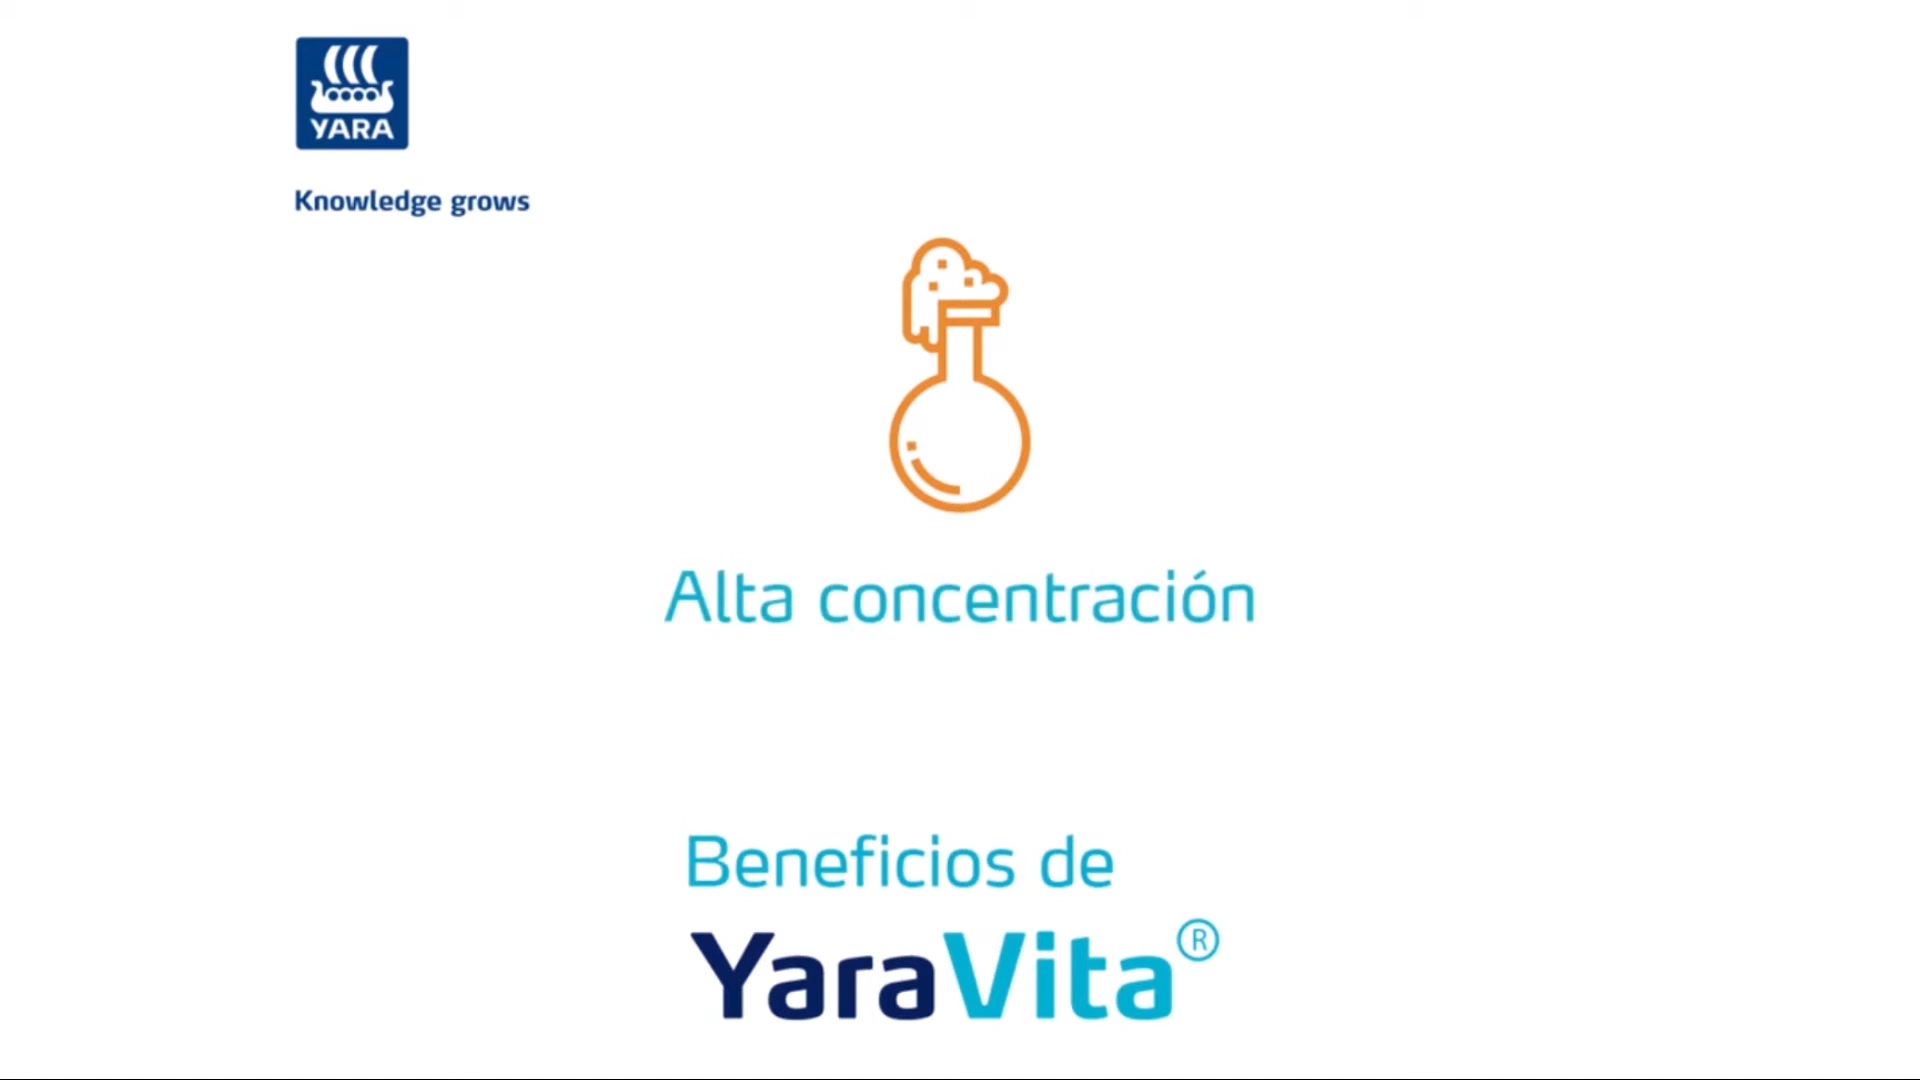 YARA
Knowledge grows
Alta concentración
Beneficios de
YaraVita®